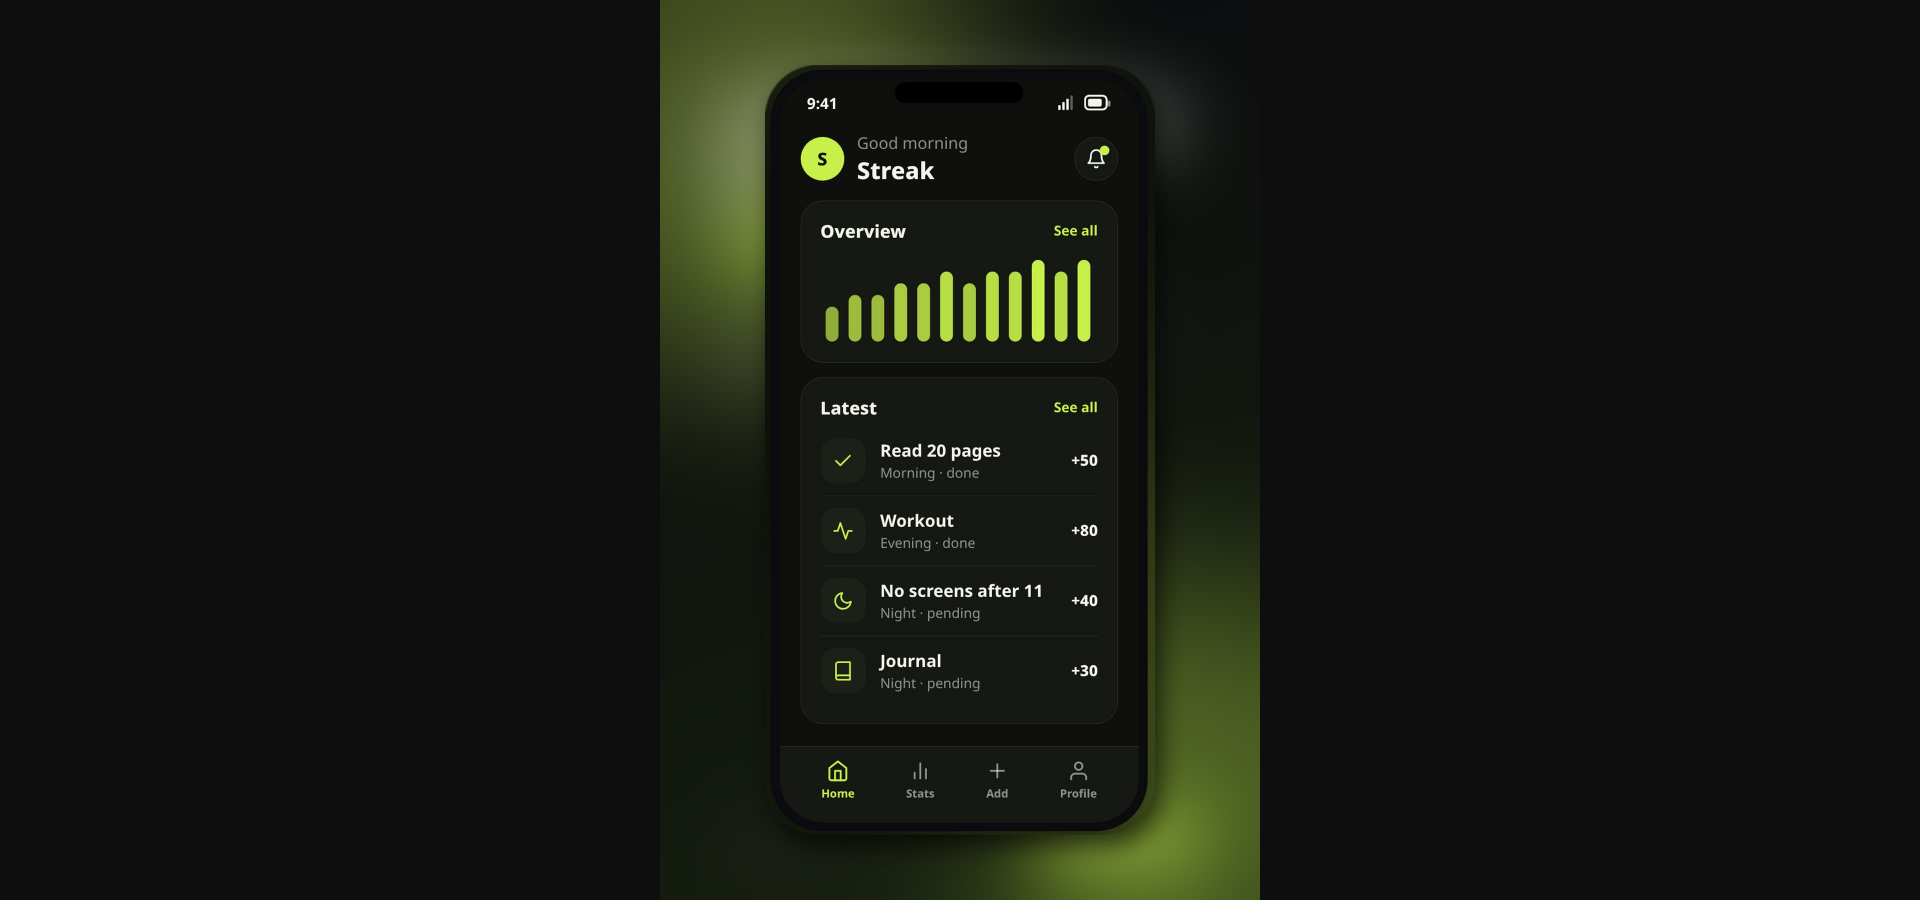 9:41
S
Good morning
Streak
Overview
See all
Latest
See all
Read 20 pages
Morning · done
+50
Workout
Evening · done
+80
No screens after 11
Night · pending
+40
Journal
Night · pending
+30
Home
Stats
Add
Profile